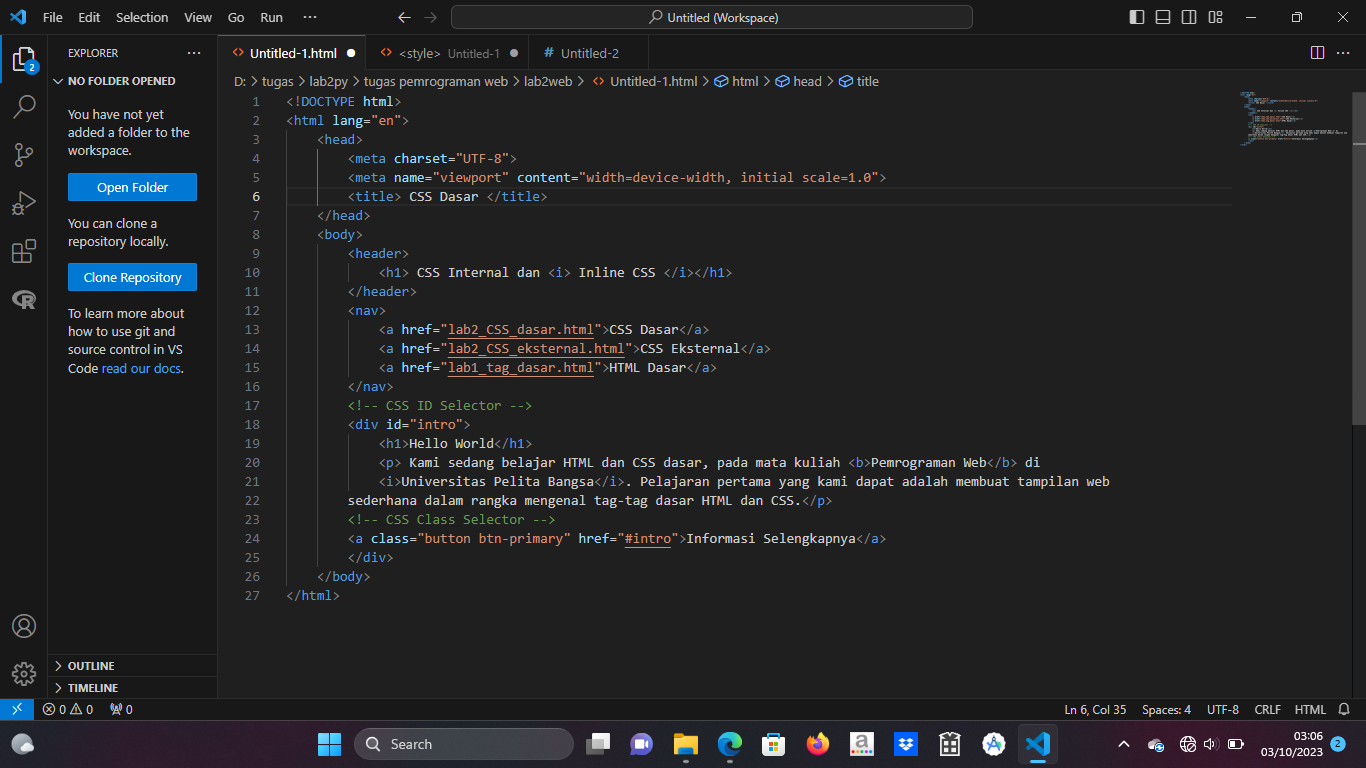 File Edit Selection View Go Run ···
Untitled (Workspace)
EXPLORER ···
Untitled-1.html
<style> Untitled-1
# Untitled-2
D: > tugas > lab2py > tugas pemrograman web > lab2web > Untitled-1.html > html > head > title
2
NO FOLDER OPENED
You have not yet
added a folder to the
workspace.
Open Folder
You can clone a
repository locally.
Clone Repository
To learn more about
how to use git and
source control in VS
Code read our docs.
OUTLINE
TIMELINE
1 <!DOCTYPE html>
2 <html lang="en">
3 <head>
4 <meta charset="UTF-8">
5 <meta name="viewport" content="width=device-width, initial scale=1.0">
6 <title> CSS Dasar </title>
7 </head>
8 <body>
9 <header>
10 <h1> CSS Internal dan <i> Inline CSS </i></h1>
11 </header>
12 <nav>
13 <a href="lab2_CSS_dasar.html">CSS Dasar</a>
14 <a href="lab2_CSS_eksternal.html">CSS Eksternal</a>
15 <a href="lab1_tag_dasar.html">HTML Dasar</a>
16 </nav>
17 <!-- CSS ID Selector -->
18 <div id="intro">
19 <h1>Hello World</h1>
20 <p> Kami sedang belajar HTML dan CSS dasar, pada mata kuliah <b>Pemrograman Web</b> di
21 <i>Universitas Pelita Bangsa</i>. Pelajaran pertama yang kami dapat adalah membuat tampilan web
22 sederhana dalam rangka mengenal tag-tag dasar HTML dan CSS.</p>
23 <!-- CSS Class Selector -->
24 <a class="button btn-primary" href="#intro">Informasi Selengkapnya</a>
25 </div>
26 </body>
27 </html>
0 0 0
Ln 6, Col 35 Spaces: 4 UTF-8 CRLF HTML
Search
03:06
03/10/2023
2